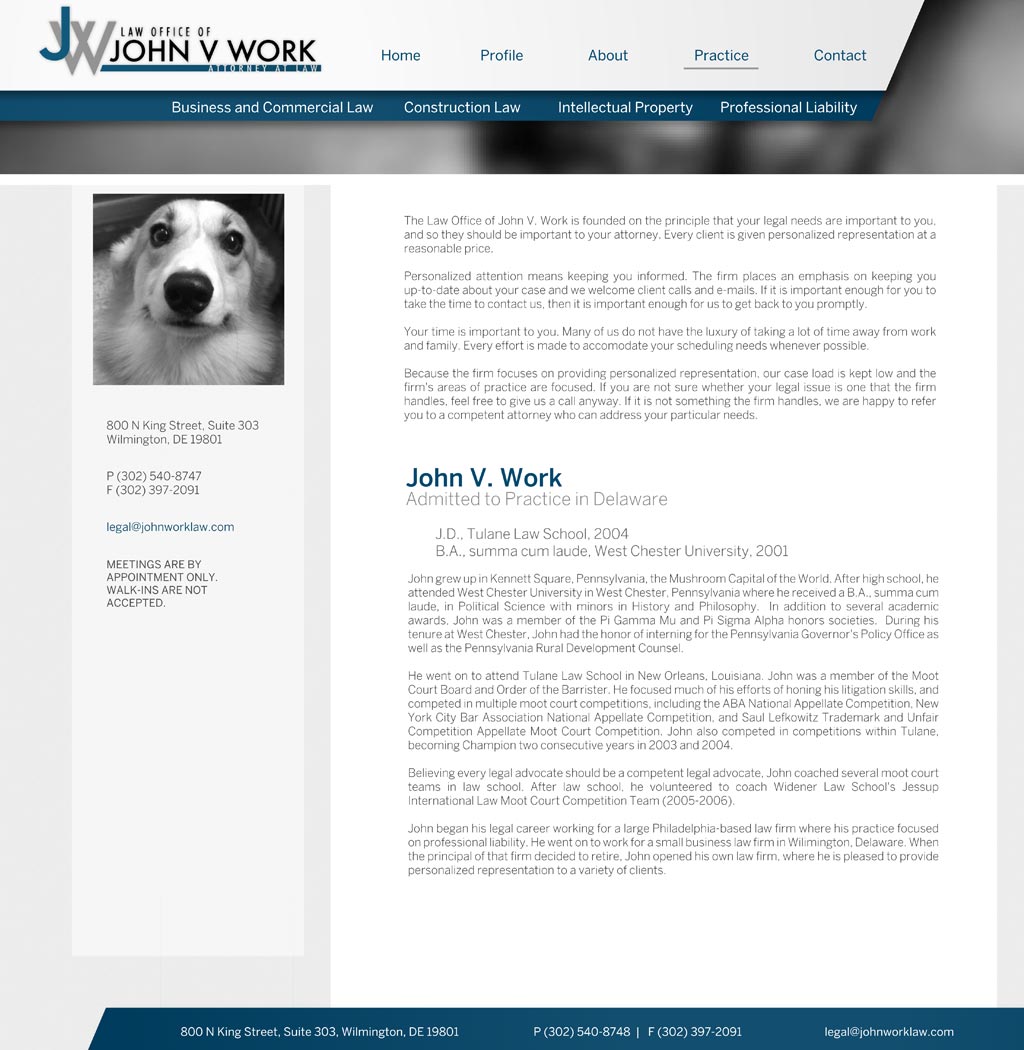 LAW OFFICE OF
JW JOHN V WORK
ATTORNEY AT LAW
Home Profile About Practice Contact
Business and Commercial Law Construction Law Intellectual Property Professional Liability
800 N King Street, Suite 303
Wilmington, DE 19801
P (302) 540-8747
F (302) 397-2091
legal@johnworklaw.com
MEETINGS ARE BY
APPOINTMENT ONLY.
WALK-INS ARE NOT
ACCEPTED.
The Law Office of John V. Work is founded on the principle that your legal needs are important to you,
and so they should be important to your attorney. Every client is given personalized representation at a
reasonable price.
Personalized attention means keeping you informed. The firm places an emphasis on keeping you
up-to-date about your case and we welcome client calls and e-mails. If it is important enough for you to
take the time to contact us, then it is important enough for us to get back to you promptly.
Your time is important to you. Many of us do not have the luxury of taking a lot of time away from work
and family. Every effort is made to accomodate your scheduling needs whenever possible.
Because the firm focuses on providing personalized representation, our case load is kept low and the
firm's areas of practice are focused. If you are not sure whether your legal issue is one that the firm
handles, feel free to give us a call anyway. If it is not something the firm handles, we are happy to refer
you to a competent attorney who can address your particular needs.
John V. Work
Admitted to Practice in Delaware
J.D., Tulane Law School, 2004
B.A., summa cum laude, West Chester University, 2001
John grew up in Kennett Square, Pennsylvania, the Mushroom Capital of the World. After high school, he
attended West Chester University in West Chester, Pennsylvania where he received a B.A., summa cum
laude, in Political Science with minors in History and Philosophy. In addition to several academic
awards, John was a member of the Pi Gamma Mu and Pi Sigma Alpha honors societies. During his
tenure at West Chester, John had the honor of interning for the Pennsylvania Governor's Policy Office as
well as the Pennsylvania Rural Development Counsel.
He went on to attend Tulane Law School in New Orleans, Louisiana. John was a member of the Moot
Court Board and Order of the Barrister. He focused much of his efforts of honing his litigation skills, and
competed in multiple moot court competitions, including the ABA National Appellate Competition, New
York City Bar Association National Appellate Competition, and Saul Lefkowitz Trademark and Unfair
Competition Appellate Moot Court Competition. John also competed in competitions within Tulane,
becoming Champion two consecutive years in 2003 and 2004.
Believing every legal advocate should be a competent legal advocate, John coached several moot court
teams in law school. After law school, he volunteered to coach Widener Law School's Jessup
International Law Moot Court Competition Team (2005-2006).
John began his legal career working for a large Philadelphia-based law firm where his practice focused
on professional liability. He went on to work for a small business law firm in Wilimington, Delaware. When
the principal of that firm decided to retire, John opened his own law firm, where he is pleased to provide
personalized representation to a variety of clients.
800 N King Street, Suite 303, Wilmington, DE 19801 P (302) 540-8748 | F (302) 397-2091 legal@johnworklaw.com